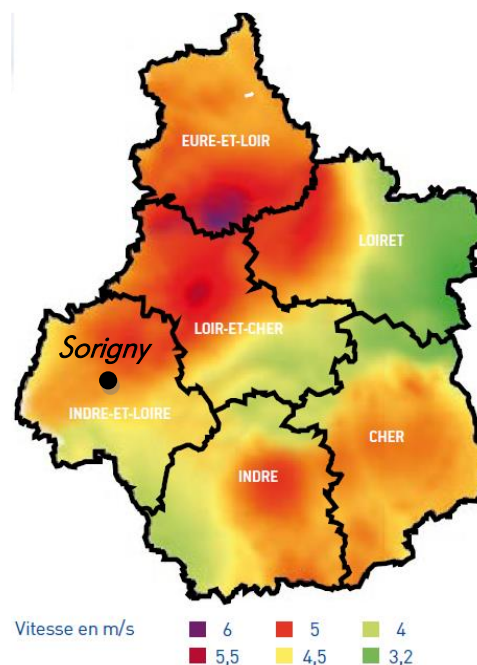 EURE-ET-LOIR
LOIRET
LOIR-ET-CHER
Sorigny
INDRE-ET-LOIRE
CHER
INDRE
Vitesse en m/s
6
5
4
5,5
4,5
3,2